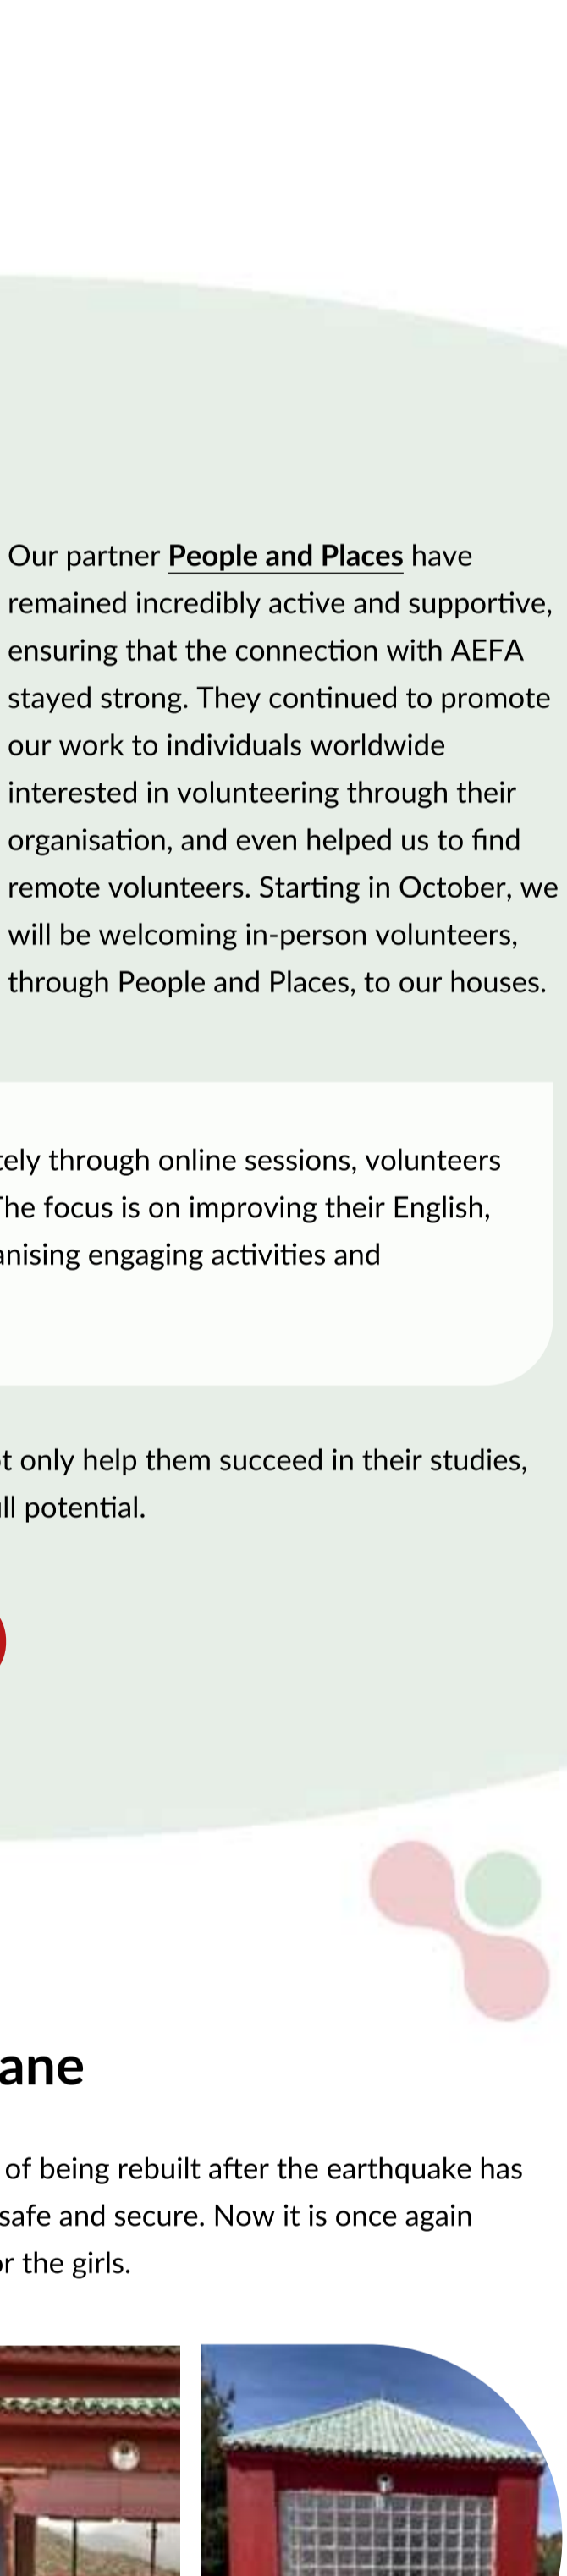 Our partner People and Places have
remained incredibly active and supportive,
ensuring that the connection with AEFA
stayed strong. They continued to promote
our work to individuals worldwide
interested in volunteering through their
organisation, and even helped us to find
remote volunteers. Starting in October, we
will be welcoming in-person volunteers,
through People and Places, to our houses.
through online sessions, volunteers
The focus is on improving their English,
engaging activities and
only help them succeed in their studies,
potential.
of being rebuilt after the earthquake has
safe and secure. Now it is once again
the girls.